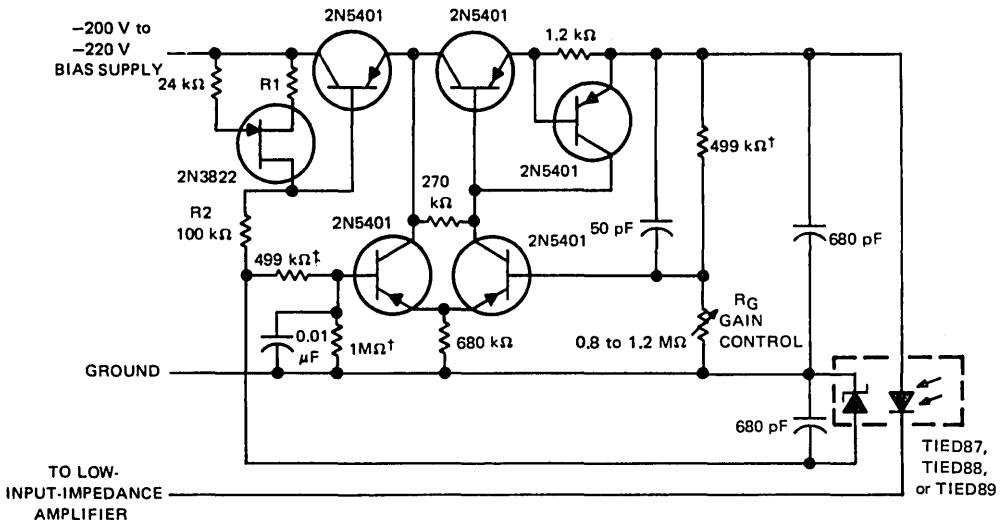 −200 V to
−220 V
BIAS SUPPLY
2N5401
2N5401
1.2 kΩ
24 kΩ
R1
2N3822
2N5401
499 kΩ†
270
kΩ
R2
100 kΩ
2N5401
2N5401
50 pF
680 pF
499 kΩ‡
0.01
μF
1MΩ†
680 kΩ
RG
GAIN
CONTROL
0.8 to 1.2 MΩ
GROUND
680 pF
TIED87,
TIED88,
or TIED89
TO LOW-
INPUT-IMPEDANCE
AMPLIFIER